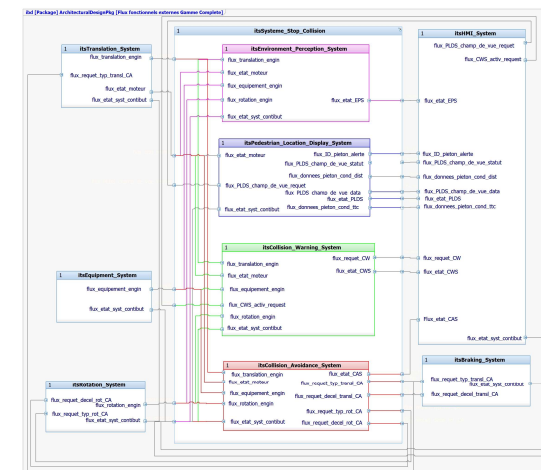 ibd [Package] ArchitecturalDesignPkg [Flux fonctionnels externes Gamme Complete]
1 itsTranslation_System
flux_translation_engin
flux_requet_typ_transl_CA
flux_etat_moteur
flux_etat_syst_contibut
1 itsSysteme_Stop_Collision
1 itsEnvironment_Perception_System
flux_translation_engin
flux_etat_moteur
flux_equipement_engin
flux_rotation_engin
flux_etat_EPS
flux_etat_syst_contibut
1 itsHMI_System
flux_PLDS_champ_de_vue_requet
flux_CWS_activ_request
flux_etat_EPS
1 itsPedestrian_Location_Display_System
flux_etat_moteur
flux_ID_pieton_alerte
flux_PLDS_champ_de_vue_statut
flux_donnees_pieton_cond_dist
flux_PLDS_champ_de_vue_requet
flux PLDS champ de vue data
flux_etat_PLDS
flux_etat_syst_contibut
flux_donnees_pieton_cond_ttc
flux_ID_pieton_alerte
flux_PLDS_champ_de_vue_statut
flux_donnees_pieton_cond_dist
flux_PLDS_champ_de_vue_data
flux_etat_PLDS
flux_donnees_pieton_cond_ttc
1 itsCollision_Warning_System
flux_requet_CW
flux_translation_engin
flux_etat_CWS
flux_etat_moteur
flux_equipement_engin
flux_CWS_activ_request
flux_rotation_engin
flux_etat_syst_contibut
flux_requet_CW
flux_etat_CWS
Flux_etat_CAS
flux_etat_syst_contibut
1 itsEquipment_System
flux_equipement_engin
flux_etat_syst_contibut
1 itsCollision_Avoidance_System
flux_translation_engin
flux_etat_CAS
flux_etat_moteur
flux_requet_typ_transl_CA
flux_equipement_engin
flux_requet_decel_transl_CA
flux_rotation_engin
flux_requet_typ_rot_CA
flux_etat_syst_contibut
flux_requet_decel_rot_CA
1 itsBraking_System
flux_requet_typ_transl_CA
flux_etat_syst_contibut
flux_requet_decel_transl_CA
1 itsRotation_System
flux_requet_decel_rot_CA
flux_rotation_engin
flux_requet_typ_rot_CA
flux_etat_syst_contibut